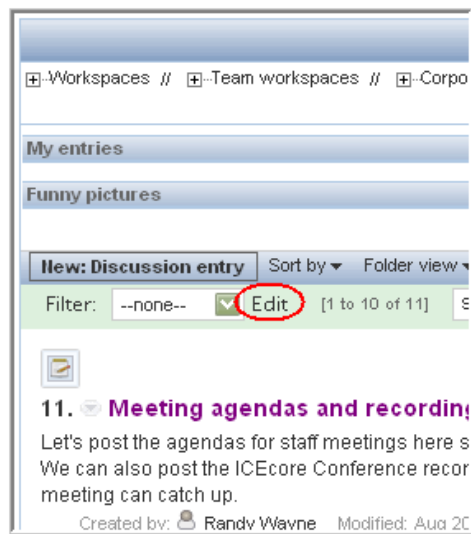 Workspaces // Team workspaces // Corpo
My entries
Funny pictures
New: Discussion entry Sort by Folder view
Filter: --none-- Edit [1 to 10 of 11] S
11. Meeting agendas and recording
Let's post the agendas for staff meetings here s
We can also post the ICEcore Conference recor
meeting can catch up.
Created by: Randy Wayne Modified: Aug 20